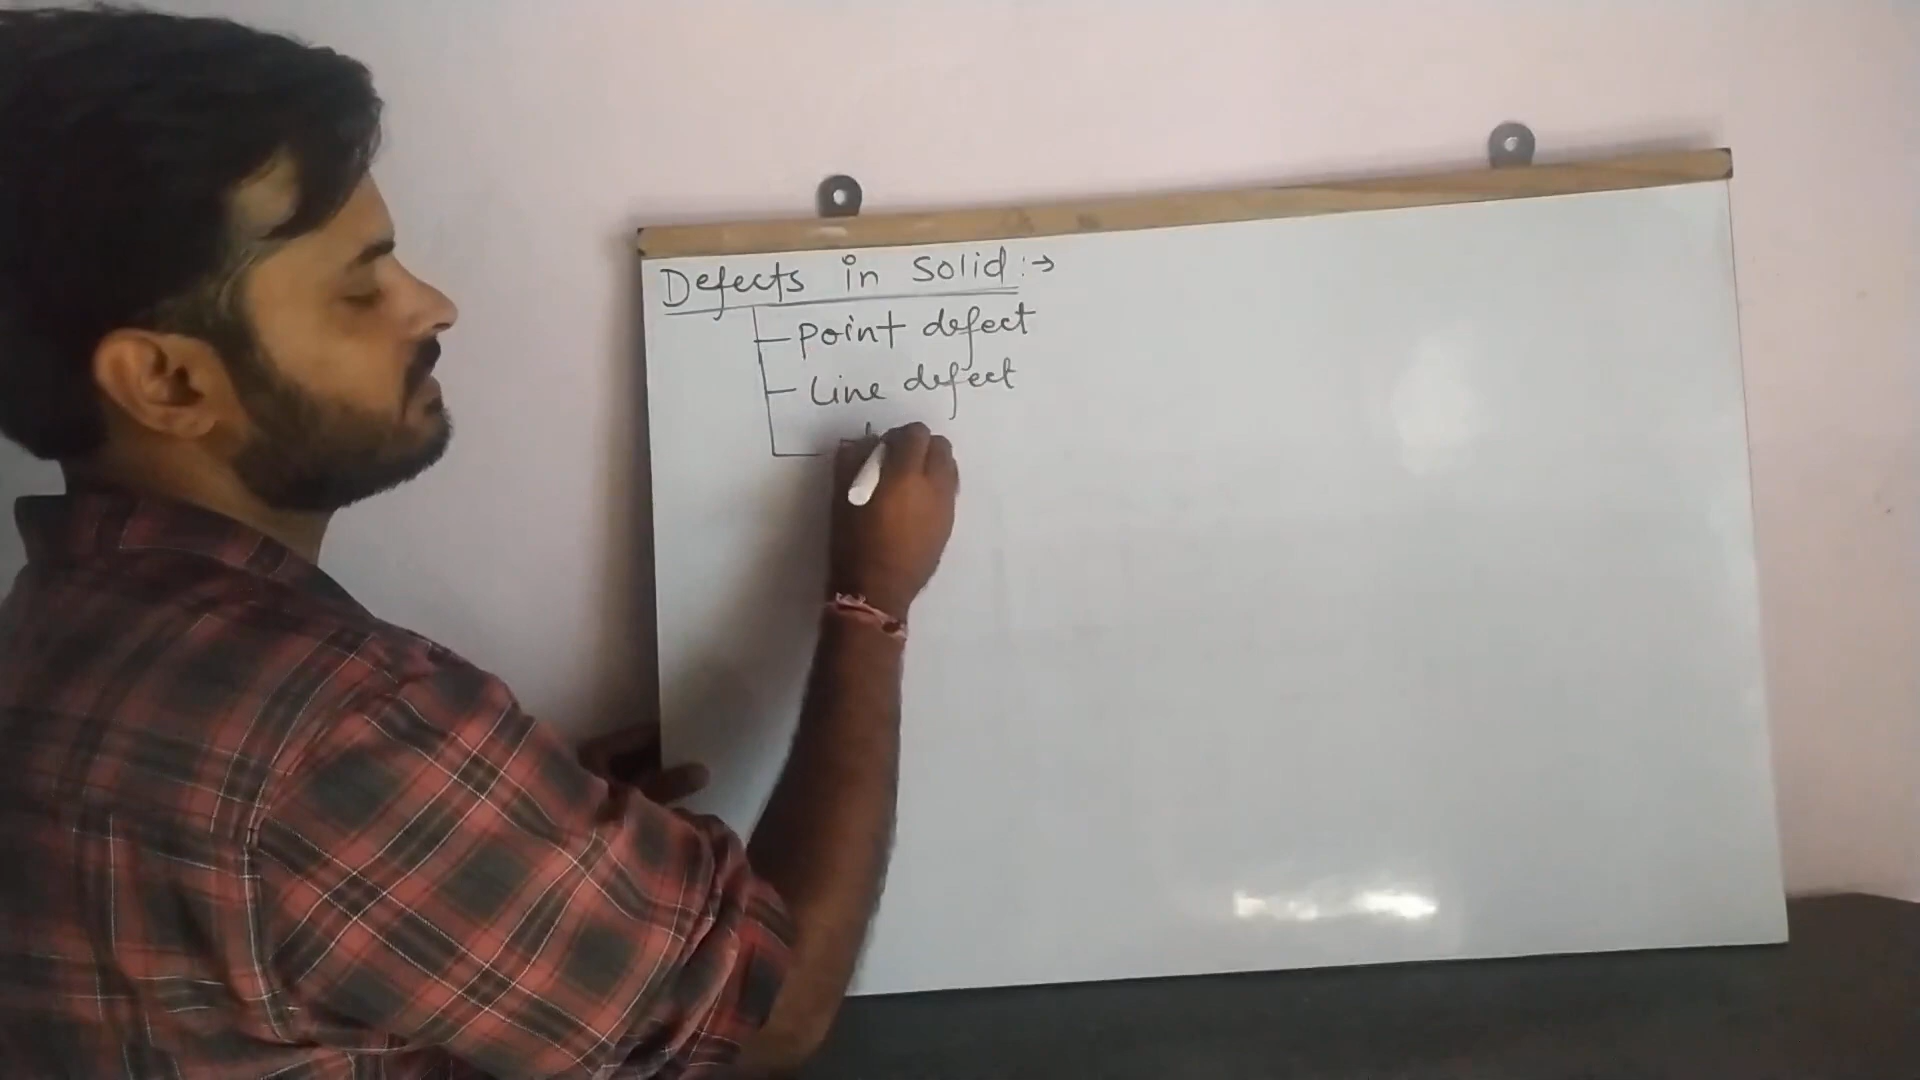 Defects in Solid :→
Point defect
Line defect